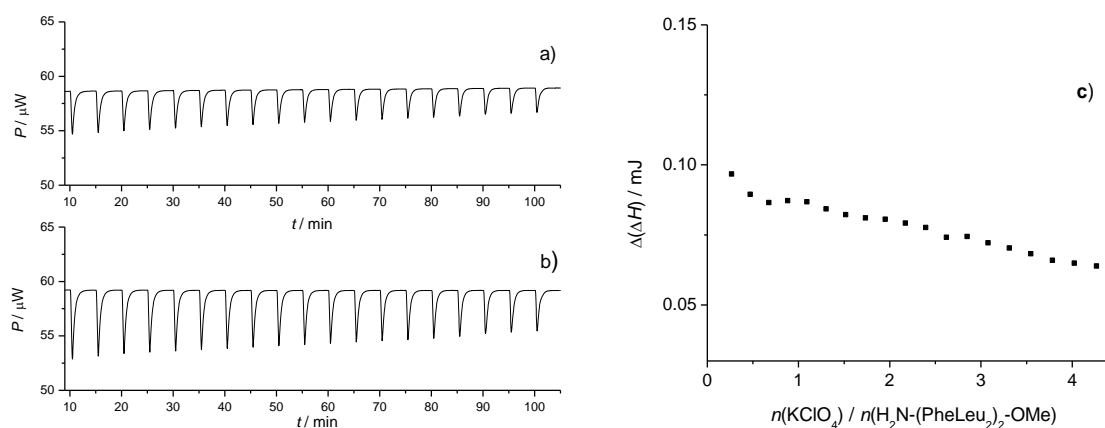 65
60
55
50
P / μW
a)
10 20 30 40 50 60 70 80 90 100
t / min
65
60
55
50
P / μW
b)
10 20 30 40 50 60 70 80 90 100
t / min
0.15
0.10
0.05
Δ(ΔH) / mJ
c)
0 1 2 3 4
n(KClO₄) / n(H₂N-(PheLeu₂)₂-OMe)